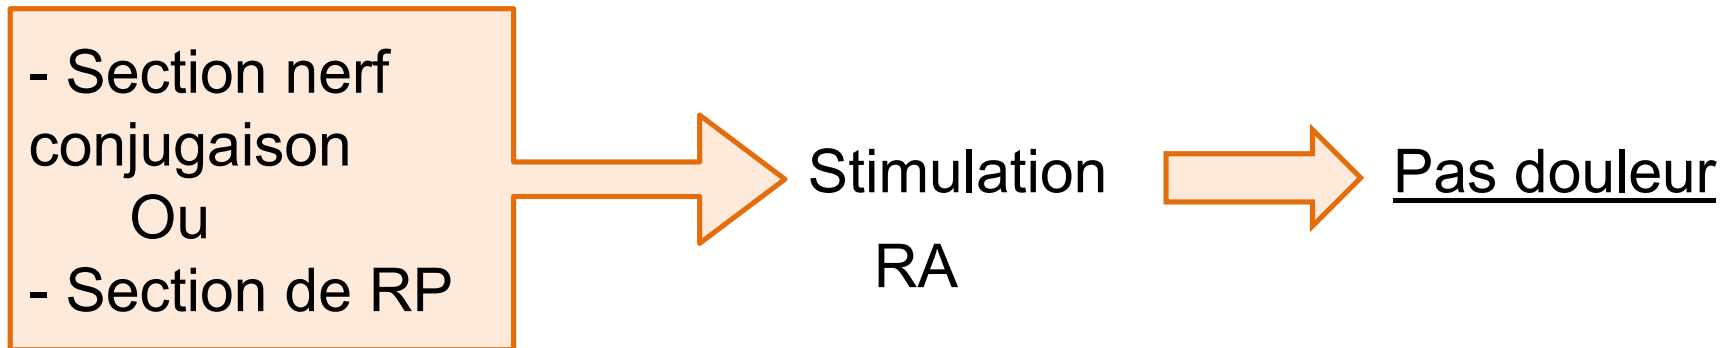 - Section nerf
conjugaison
Ou
- Section de RP
Stimulation
RA
Pas douleur